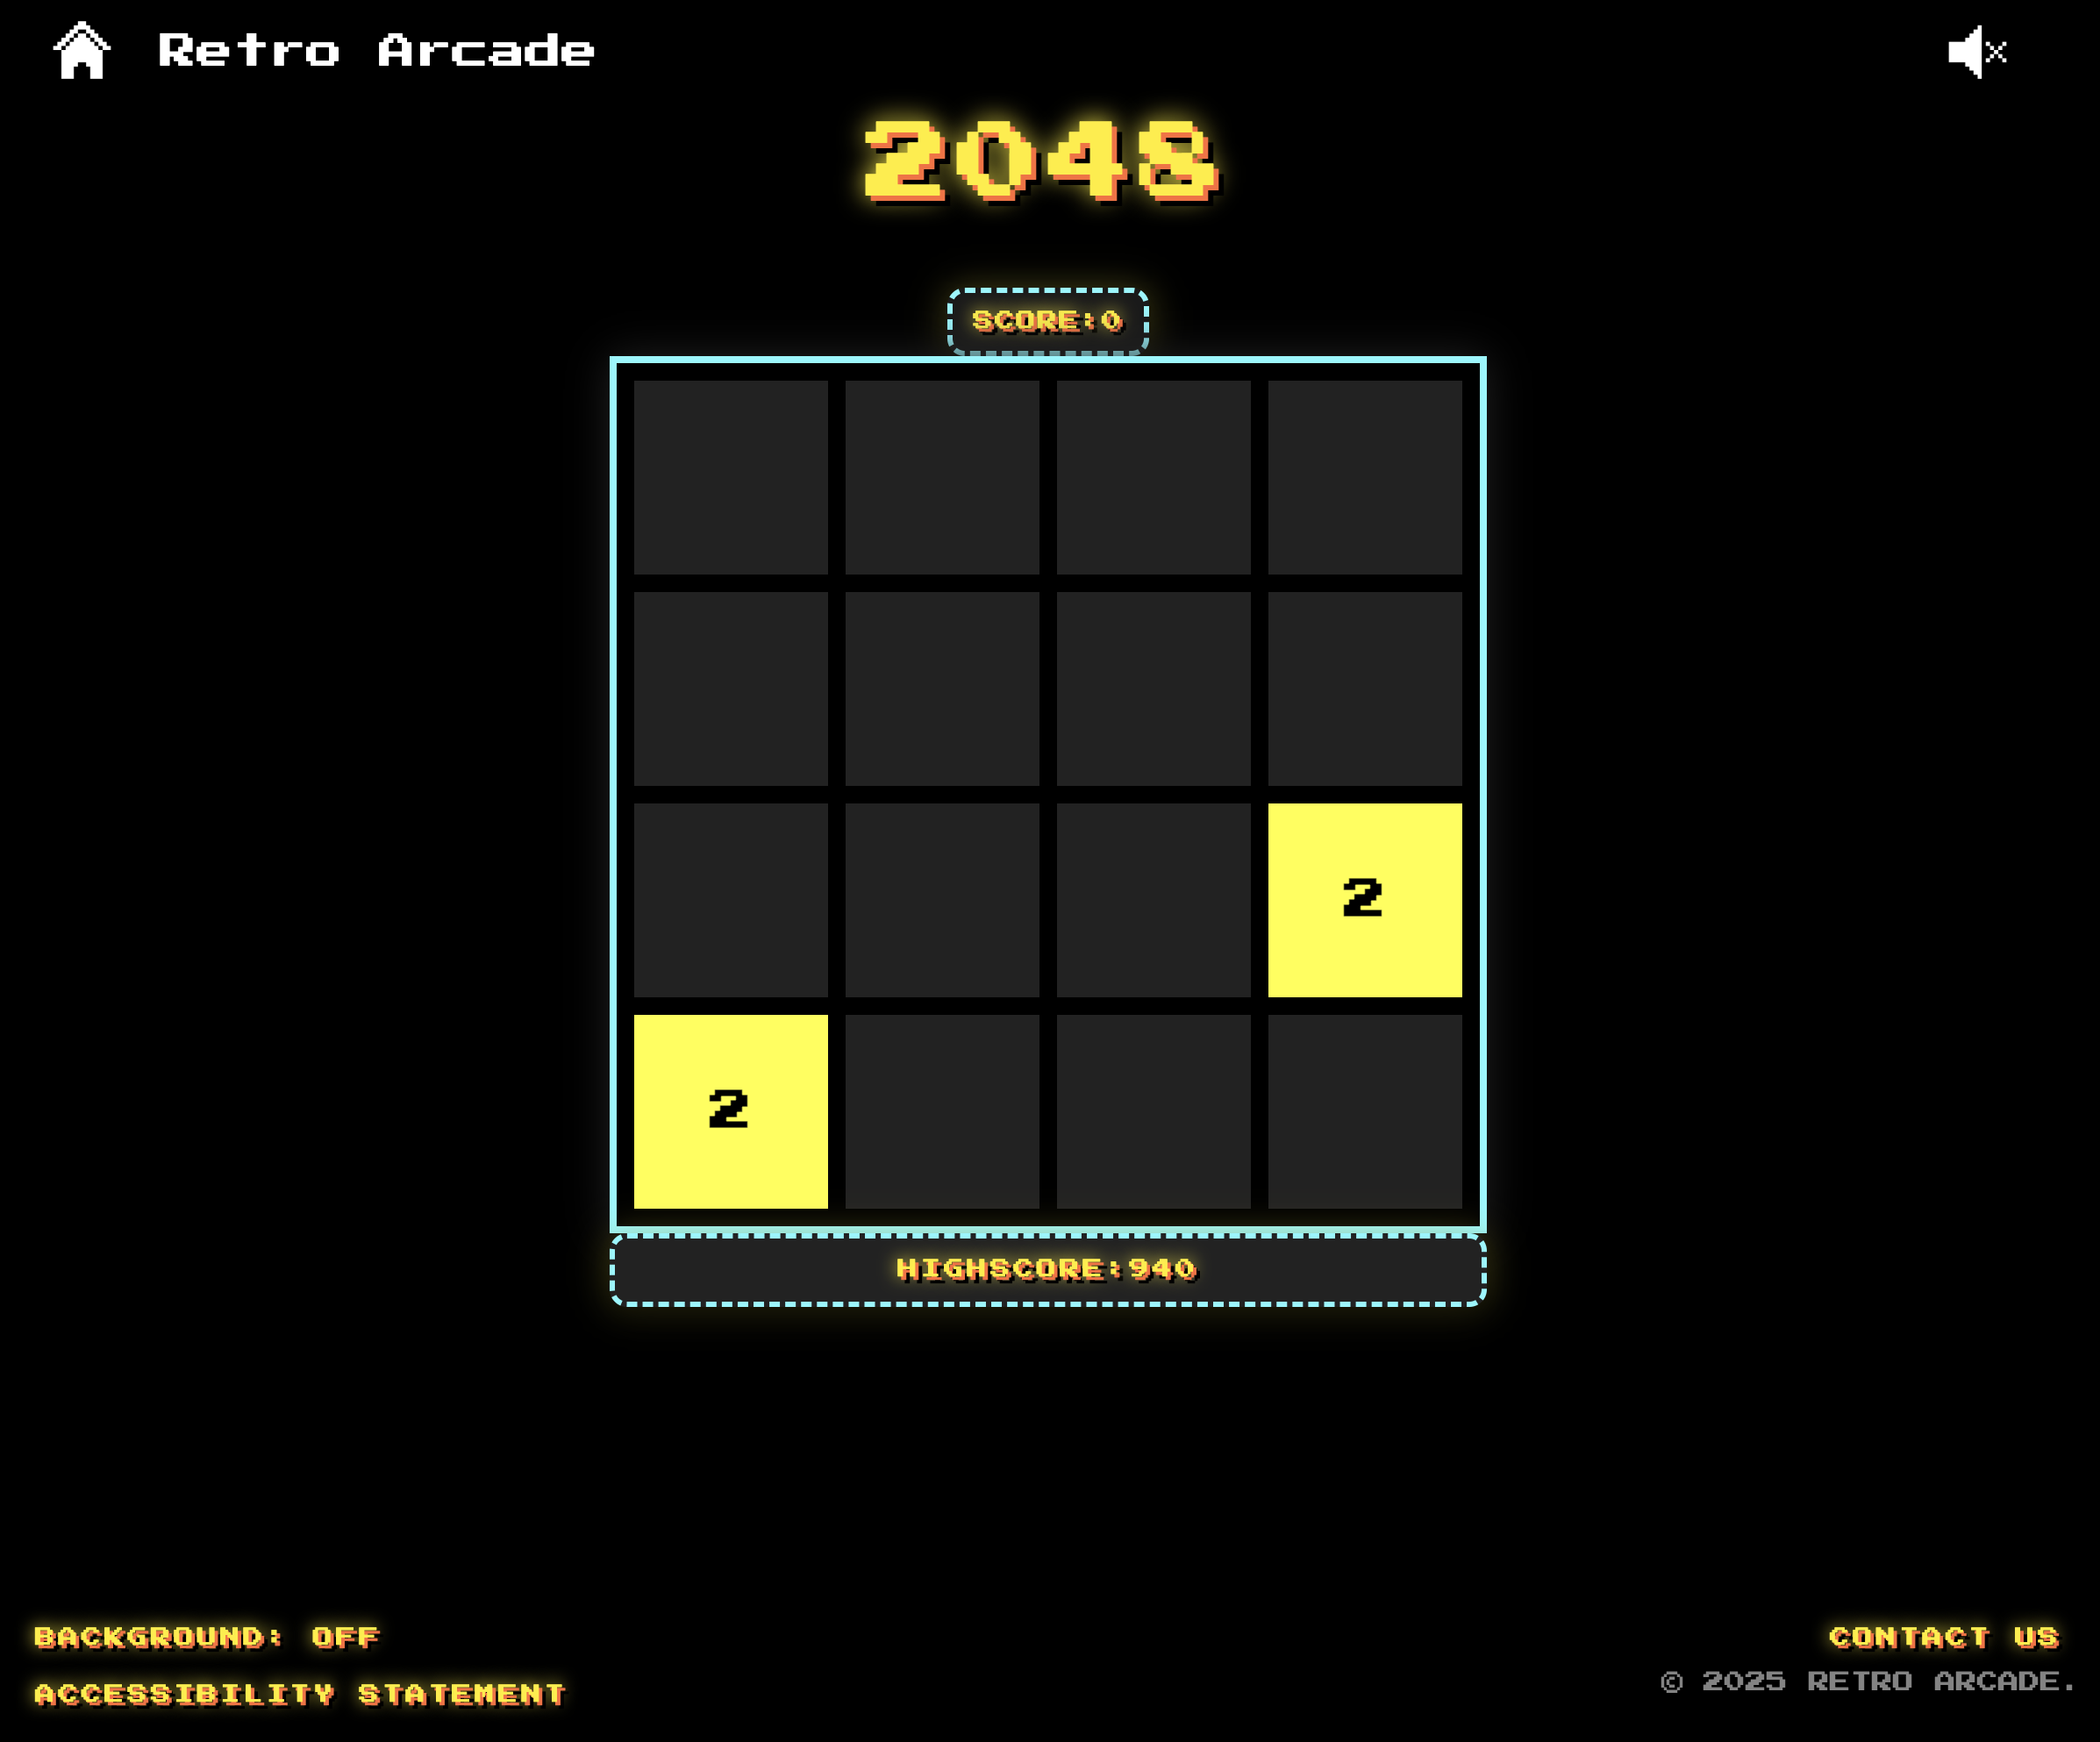 Retro Arcade
2048
SCORE:0
2
2
HIGHSCORE:940
BACKGROUND: OFF
CONTACT US
ACCESSIBILITY STATEMENT
© 2025 RETRO ARCADE.